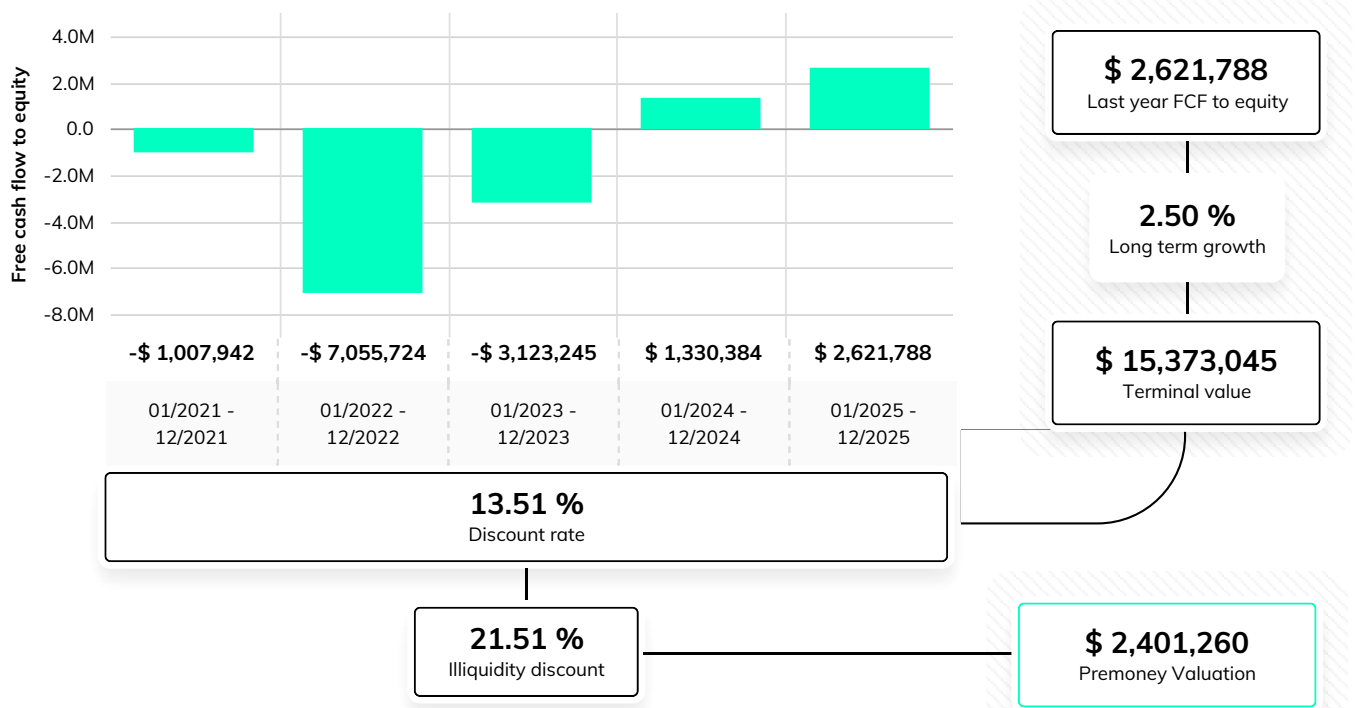 4.0M
2.0M
0.0
-2.0M
-4.0M
-6.0M
-8.0M
Free cash flow to equity
-$ 1,007,942
-$ 7,055,724
-$ 3,123,245
$ 1,330,384
$ 2,621,788
01/2021 -
12/2021
01/2022 -
12/2022
01/2023 -
12/2023
01/2024 -
12/2024
01/2025 -
12/2025
$ 2,621,788
Last year FCF to equity
2.50 %
Long term growth
$ 15,373,045
Terminal value
13.51 %
Discount rate
21.51 %
Illiquidity discount
$ 2,401,260
Premoney Valuation